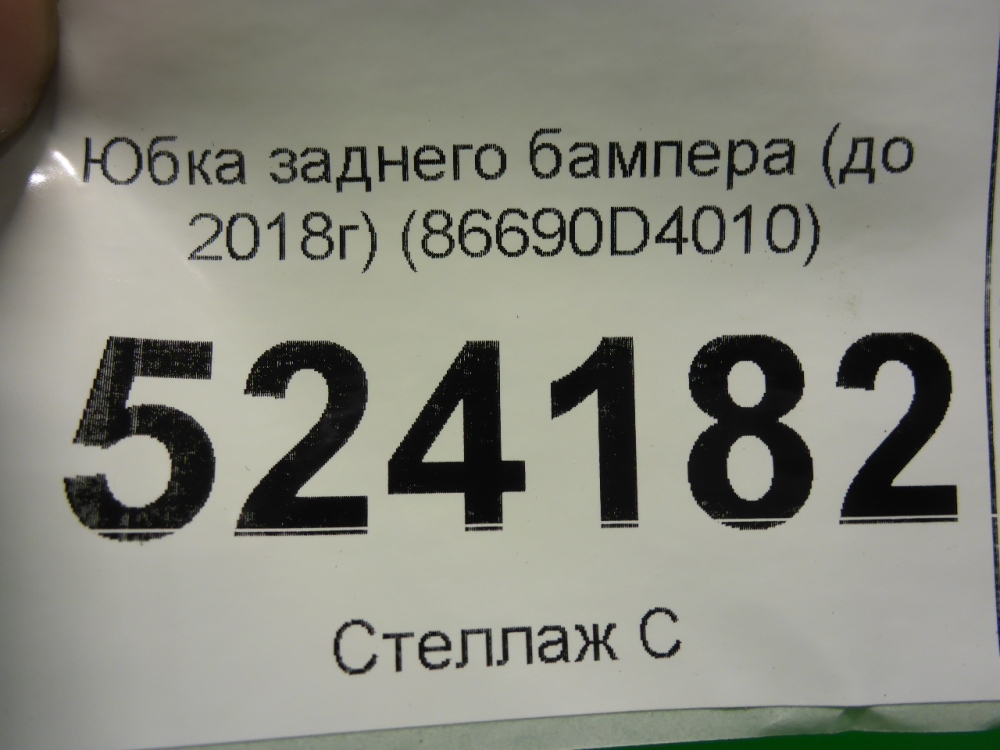 Юбка заднего бампера (до
2018г) (86690D4010)
524182
Стеллаж С